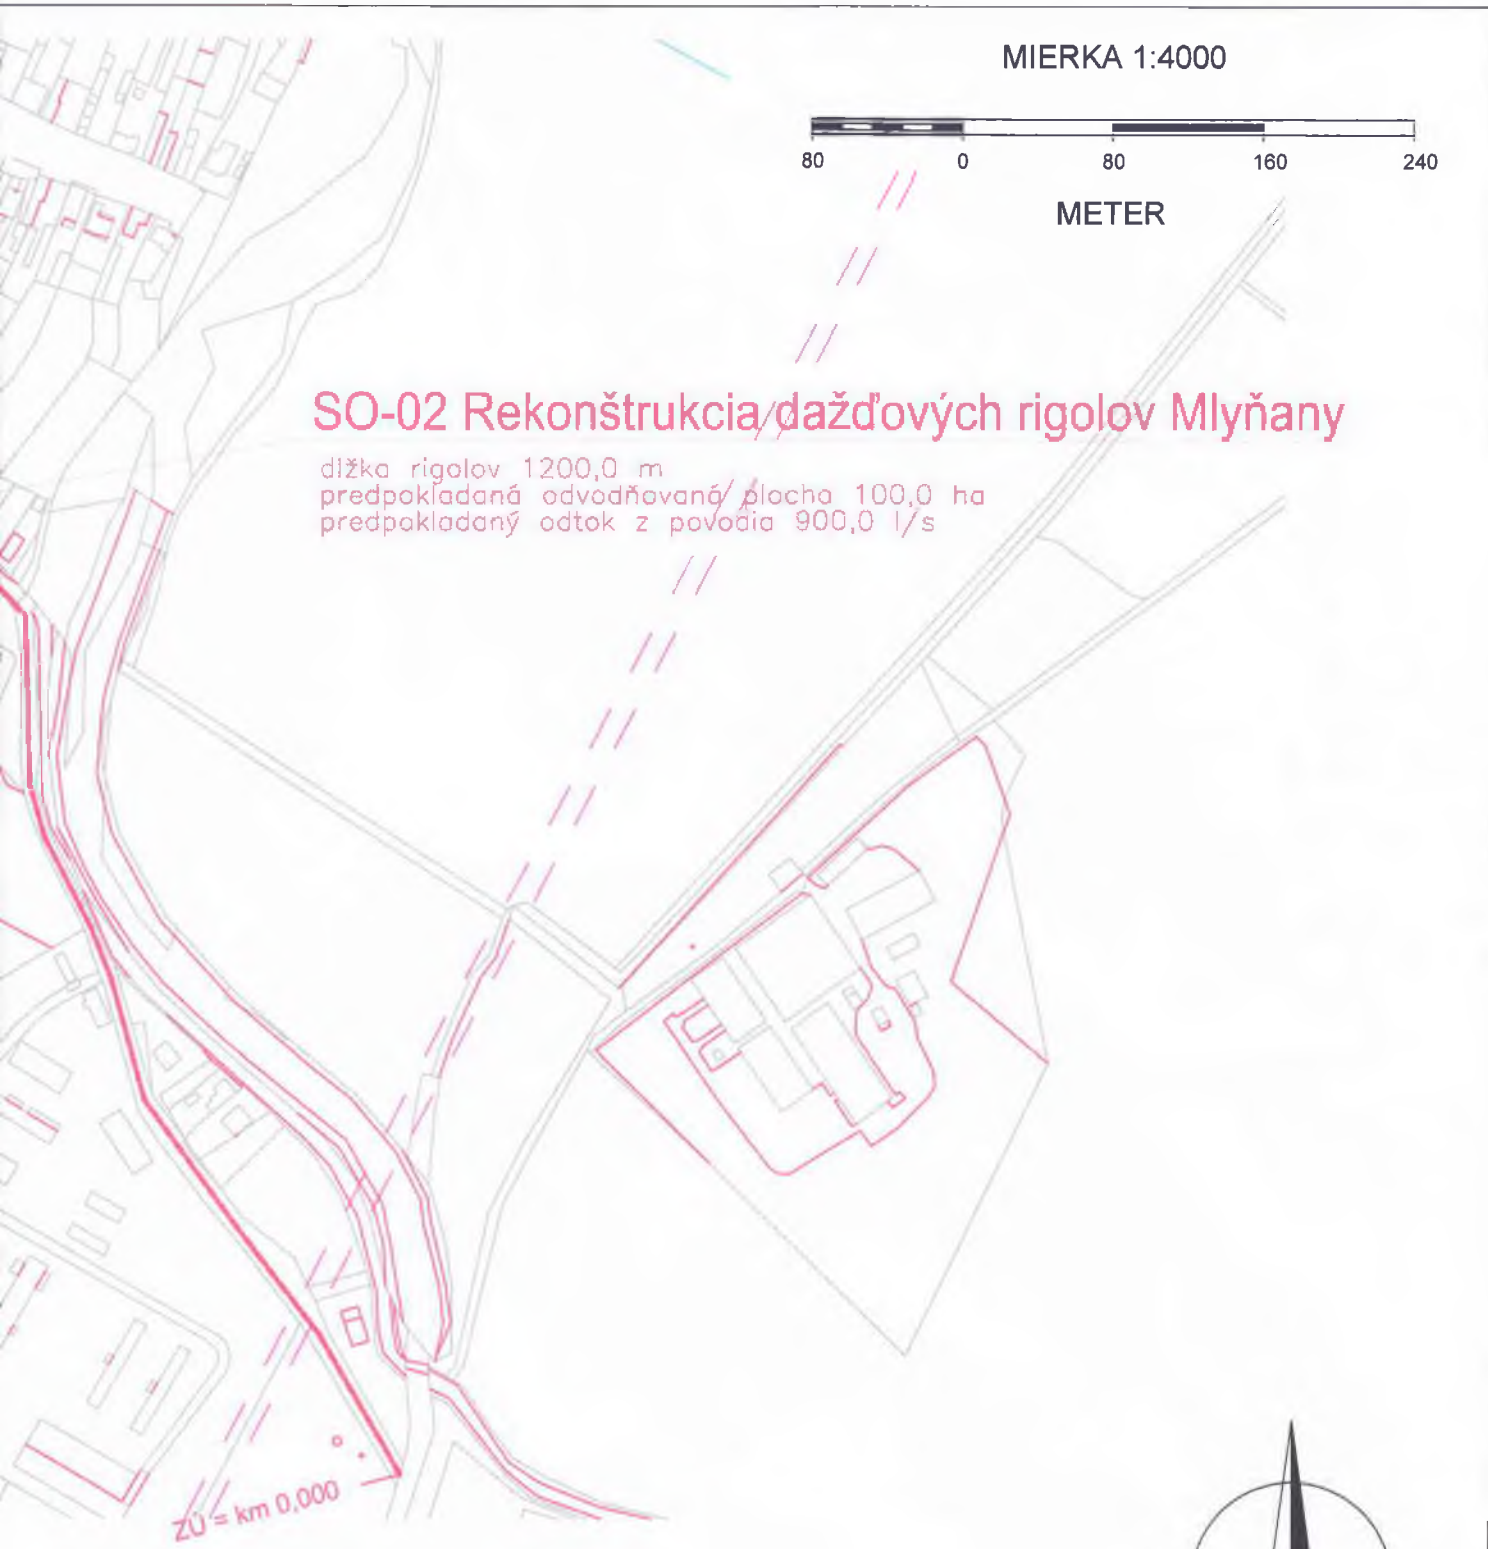 MIERKA 1:4000
80 0 80 160 240
METER
SO-02 Rekonštrukcia dažďových rigolov Mlyňany
dlžka rigolov 1200,0 m
predpokladaná odvodňovaná plocha 100,0 ha
predpokladaný odtok z povodia 900,0 l/s
ZÚ = km 0,000